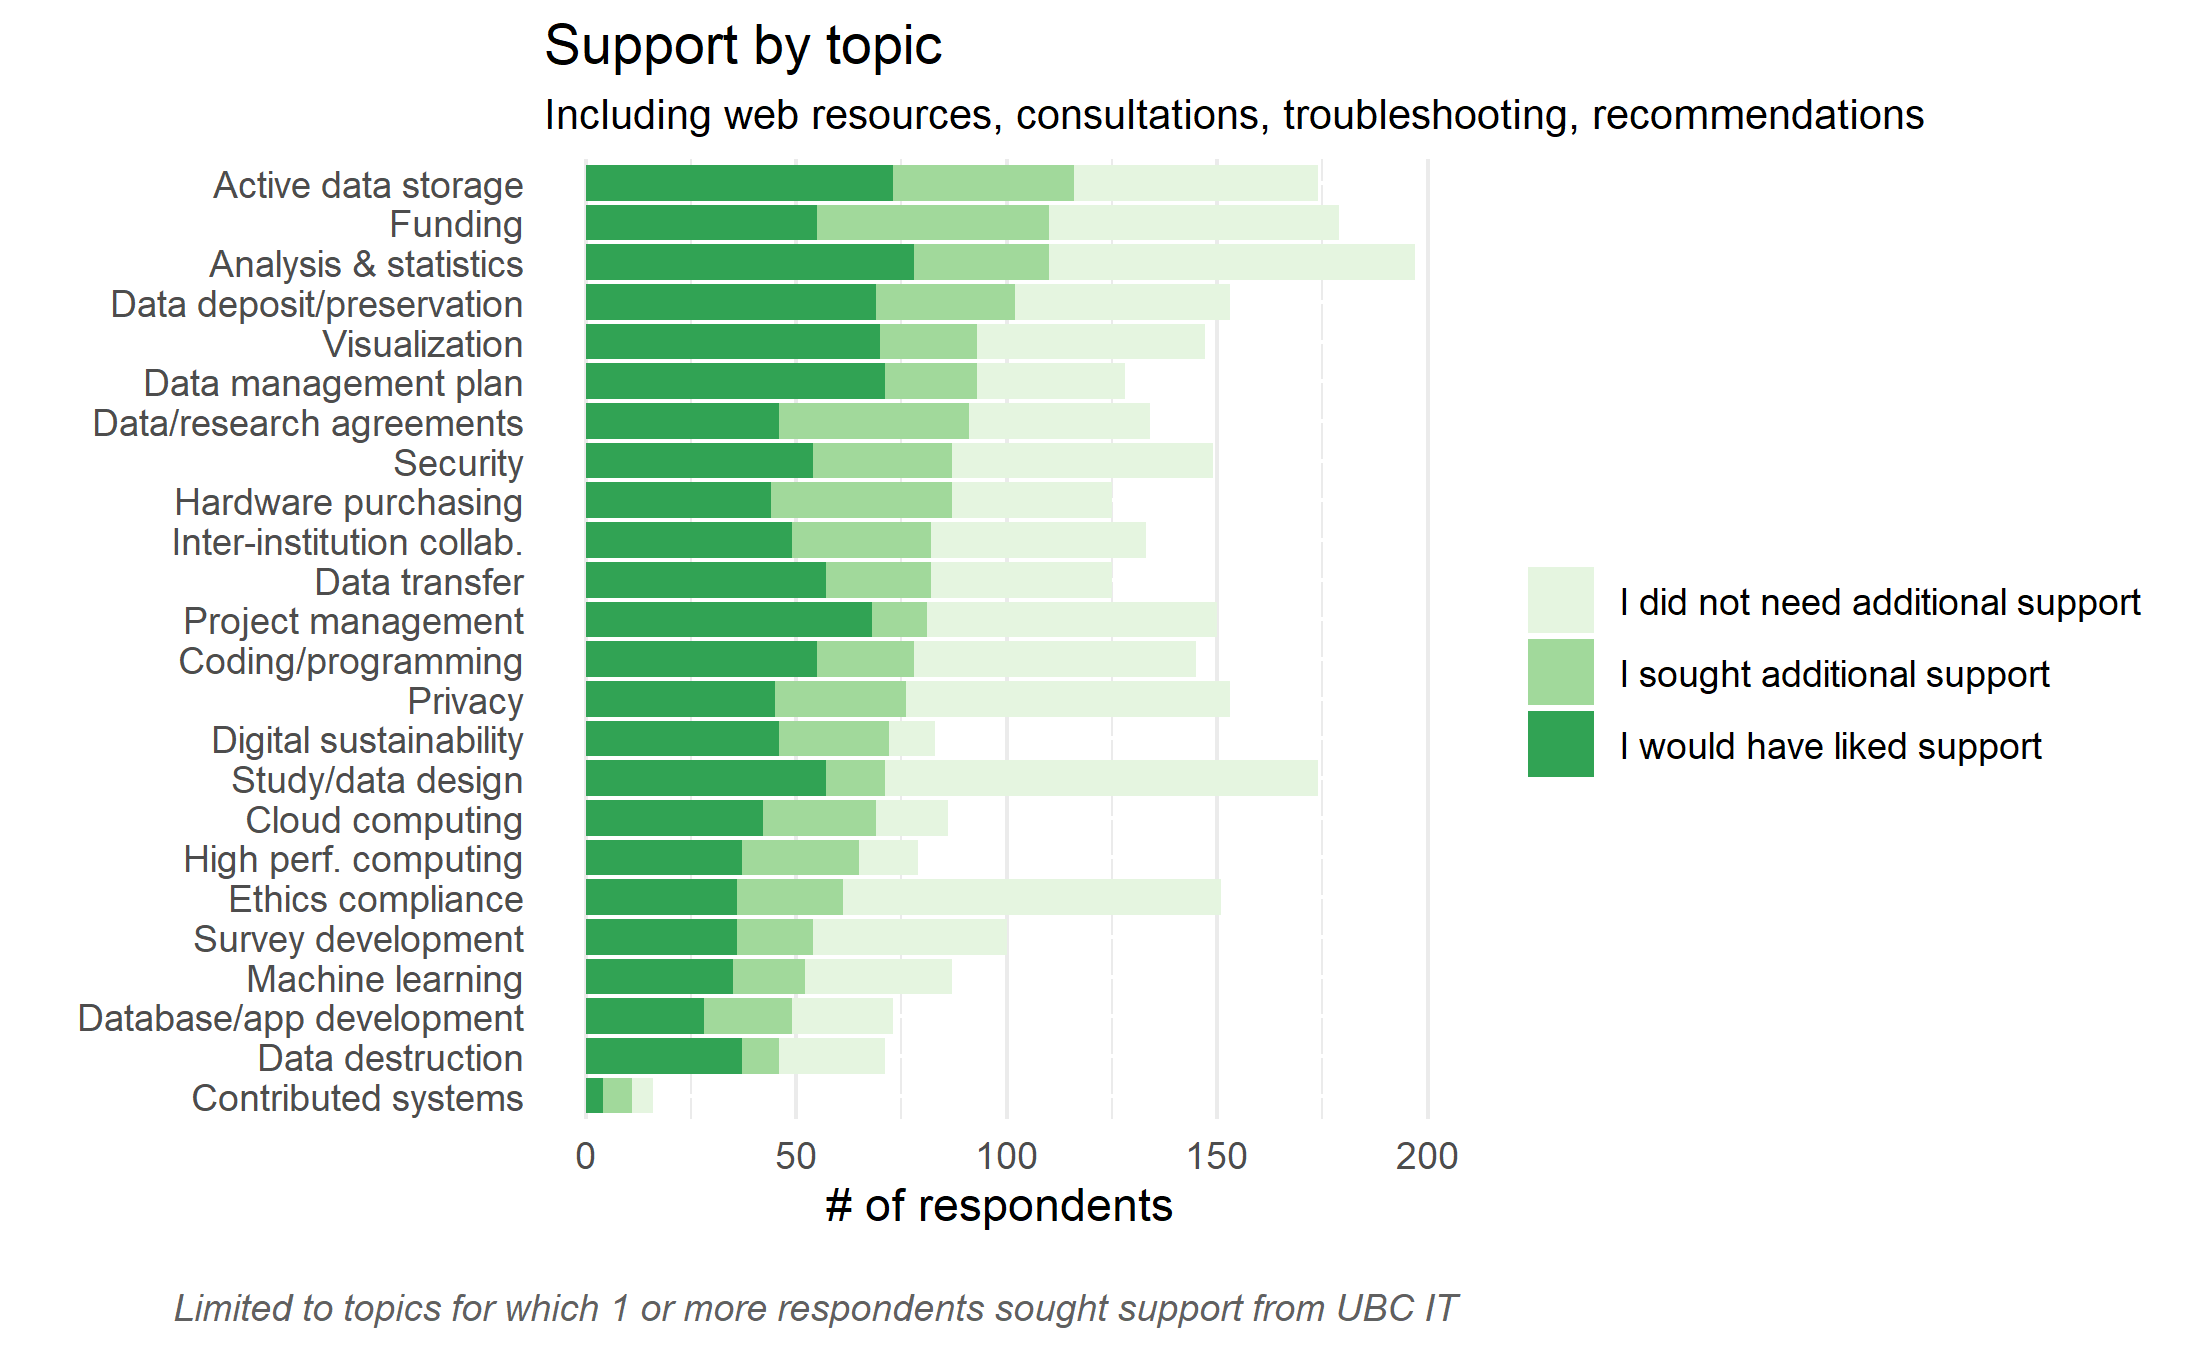 Support by topic
Including web resources, consultations, troubleshooting, recommendations
Active data storage
Funding
Analysis & statistics
Data deposit/preservation
Visualization
Data management plan
Data/research agreements
Security
Hardware purchasing
Inter-institution collab.
Data transfer
Project management
Coding/programming
Privacy
Digital sustainability
Study/data design
Cloud computing
High perf. computing
Ethics compliance
Survey development
Machine learning
Database/app development
Data destruction
Contributed systems
0 50 100 150 200
# of respondents
I did not need additional support
I sought additional support
I would have liked support
Limited to topics for which 1 or more respondents sought support from UBC IT